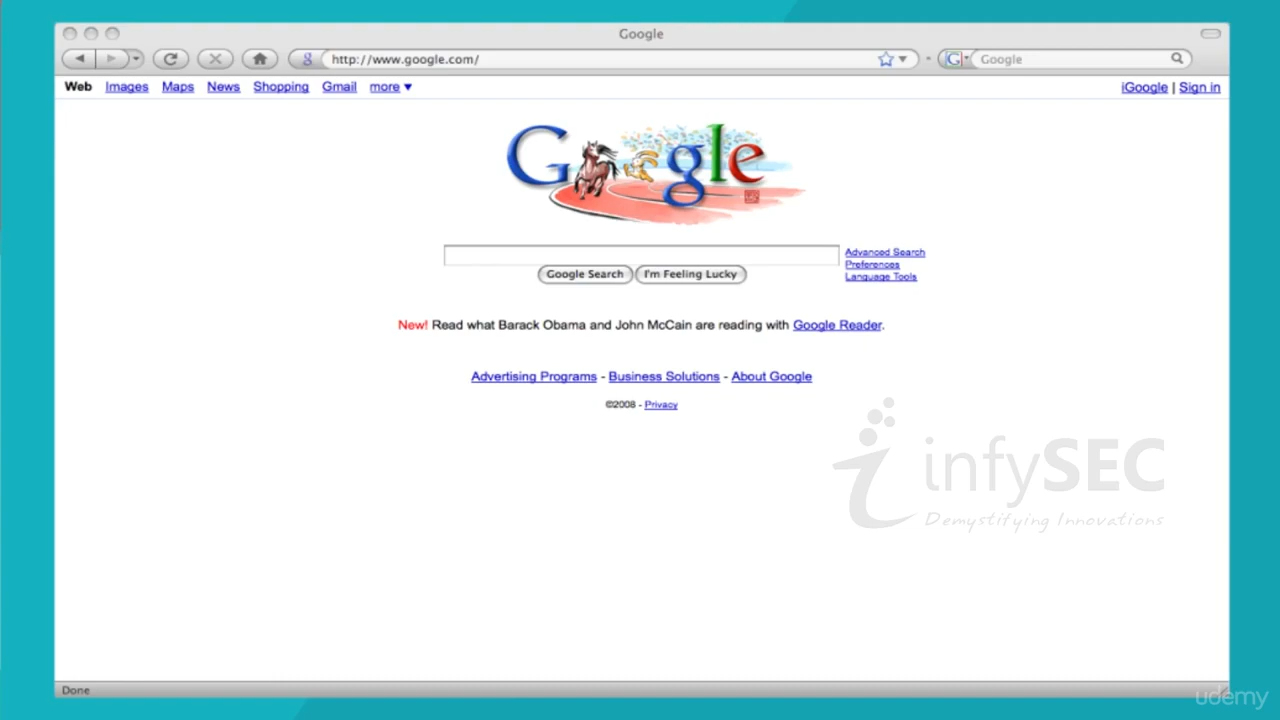 Google
http://www.google.com/
Google
Web Images Maps News Shopping Gmail more
iGoogle | Sign in
Google
Advanced Search
Preferences
Language Tools
Google Search I'm Feeling Lucky
New! Read what Barack Obama and John McCain are reading with Google Reader.
Advertising Programs - Business Solutions - About Google
©2008 - Privacy
infySEC
Demystifying Innovations
Done
udemy